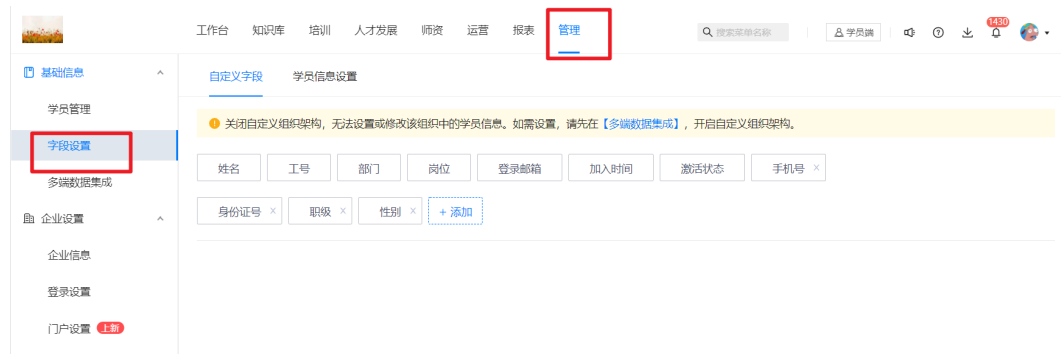 工作台 知识库 培训 人才发展 师资 运营 报表 管理 搜索菜单名称 学员端 1430
基础信息
学员管理
字段设置
多端数据集成
企业设置
企业信息
登录设置
门户设置 上新
自定义字段 学员信息设置
关闭自定义组织架构，无法设置或修改该组织中的学员信息。如需设置，请先在【多端数据集成】，开启自定义组织架构。
姓名 工号 部门 岗位 登录邮箱 加入时间 激活状态 手机号 ×
身份证号 × 职级 × 性别 × + 添加